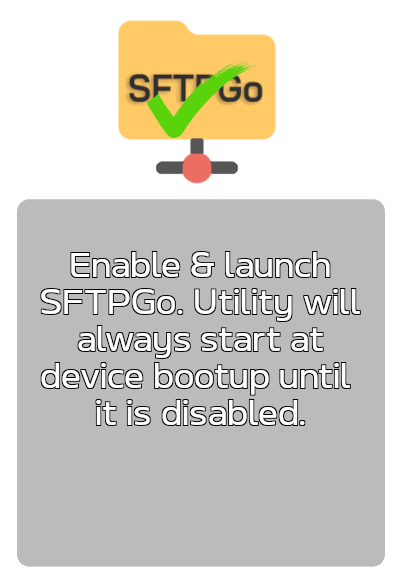 SFTPGo
Enable & launch
SFTPGo. Utility will
always start at
device bootup until
it is disabled.